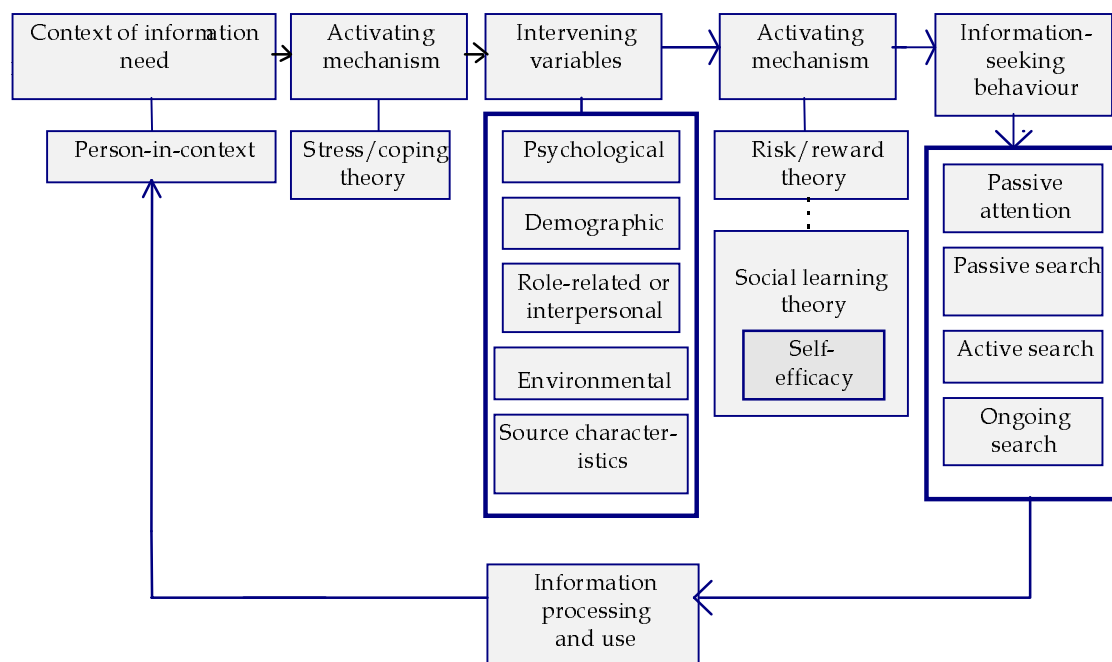 Context of information
need
Activating
mechanism
Intervening
variables
Activating
mechanism
Information-
seeking
behaviour
Person-in-context
Stress/coping
theory
Psychological
Demographic
Role-related or
interpersonal
Environmental
Source character-
istics
Risk/reward
theory
Social learning
theory
Self-
efficacy
Passive
attention
Passive search
Active search
Ongoing
search
Information
processing
and use